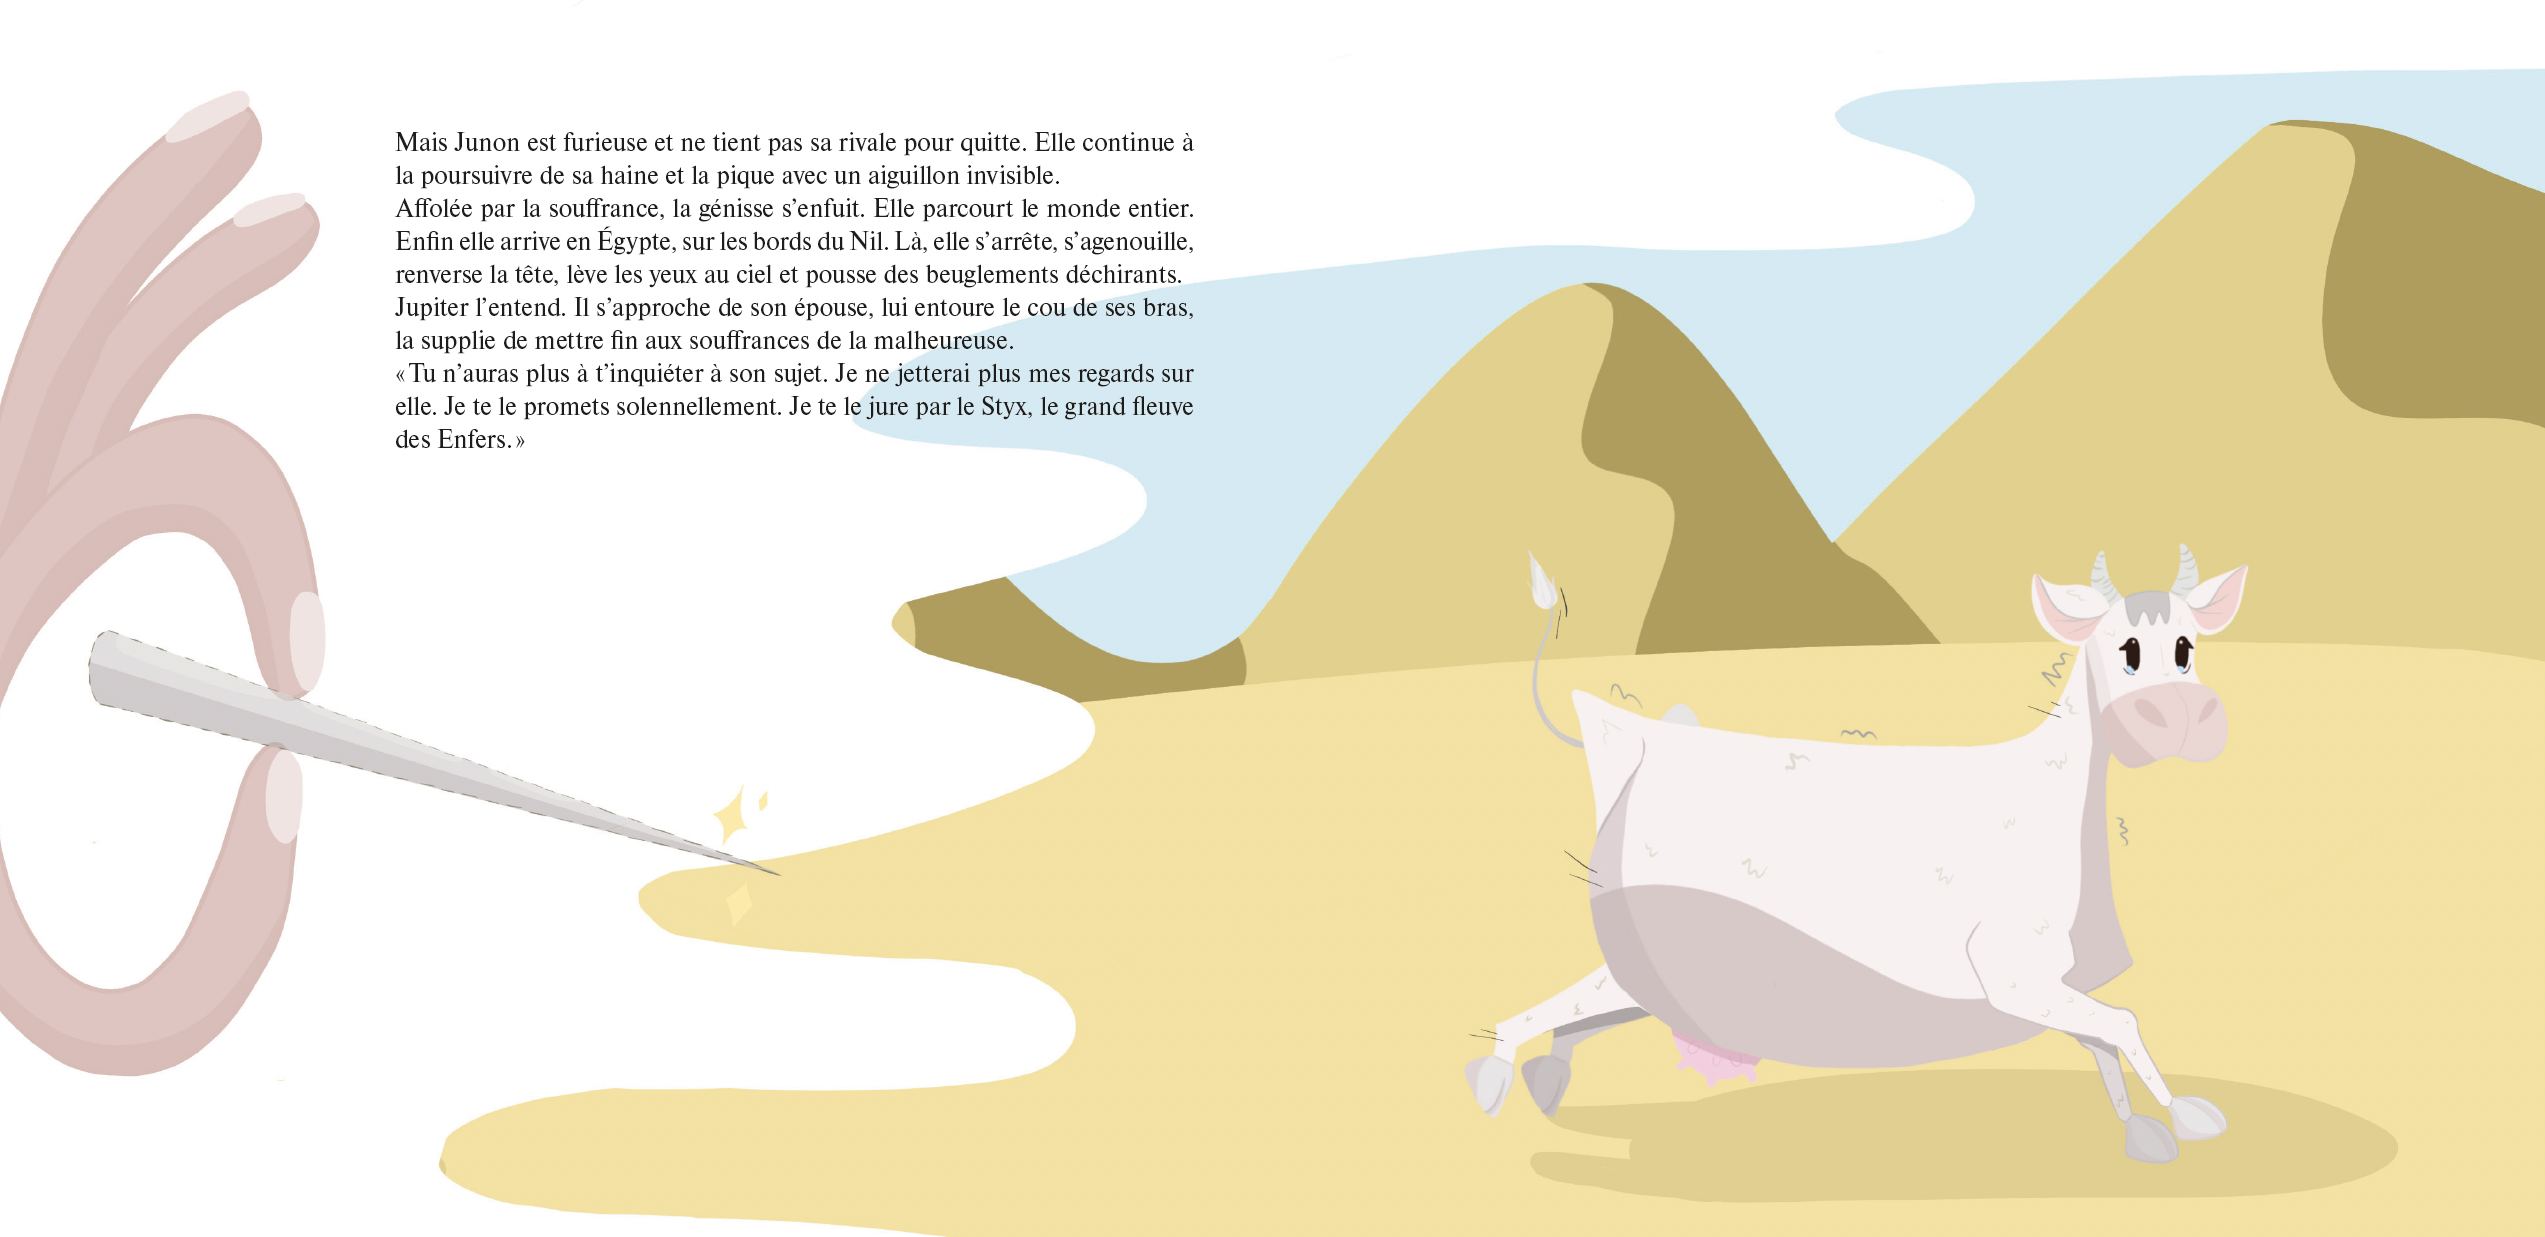 Mais Junon est furieuse et ne tient pas sa rivale pour quitte. Elle continue à
la poursuivre de sa haine et la pique avec un aiguillon invisible.
Affolée par la souffrance, la génisse s’enfuit. Elle parcourt le monde entier.
Enfin elle arrive en Égypte, sur les bords du Nil. Là, elle s’arrête, s’agenouille,
renverse la tête, lève les yeux au ciel et pousse des beuglements déchirants.
Jupiter l’entend. Il s’approche de son épouse, lui entoure le cou de ses bras,
la supplie de mettre fin aux souffrances de la malheureuse.
« Tu n’auras plus à t’inquiéter à son sujet. Je ne jetterai plus mes regards sur
elle. Je te le promets solennellement. Je te le jure par le Styx, le grand fleuve
des Enfers. »